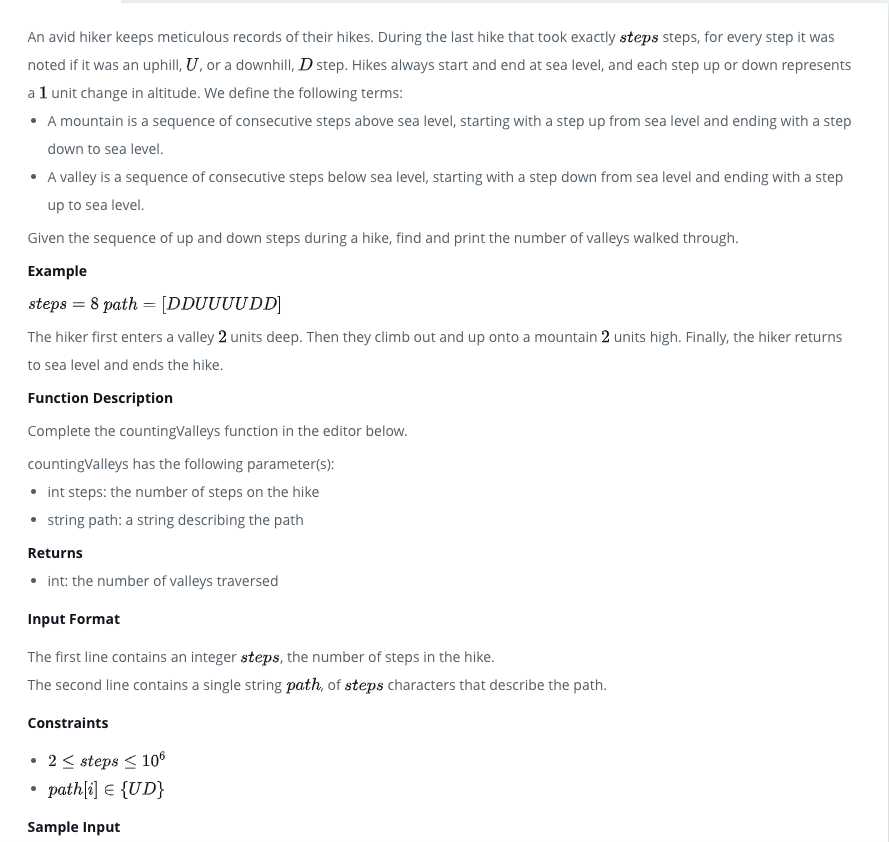 An avid hiker keeps meticulous records of their hikes. During the last hike that took exactly steps steps, for every step it was
noted if it was an uphill, U, or a downhill, D step. Hikes always start and end at sea level, and each step up or down represents
a 1 unit change in altitude. We define the following terms:
• A mountain is a sequence of consecutive steps above sea level, starting with a step up from sea level and ending with a step
down to sea level.
• A valley is a sequence of consecutive steps below sea level, starting with a step down from sea level and ending with a step
up to sea level.
Given the sequence of up and down steps during a hike, find and print the number of valleys walked through.
Example
steps = 8 path = [DDUUUUDD]
The hiker first enters a valley 2 units deep. Then they climb out and up onto a mountain 2 units high. Finally, the hiker returns
to sea level and ends the hike.
Function Description
Complete the countingValleys function in the editor below.
countingValleys has the following parameter(s):
• int steps: the number of steps on the hike
• string path: a string describing the path
Returns
• int: the number of valleys traversed
Input Format
The first line contains an integer steps, the number of steps in the hike.
The second line contains a single string path, of steps characters that describe the path.
Constraints
• 2 ≤ steps ≤ 10⁶
• path[i] ∈ {UD}
Sample Input